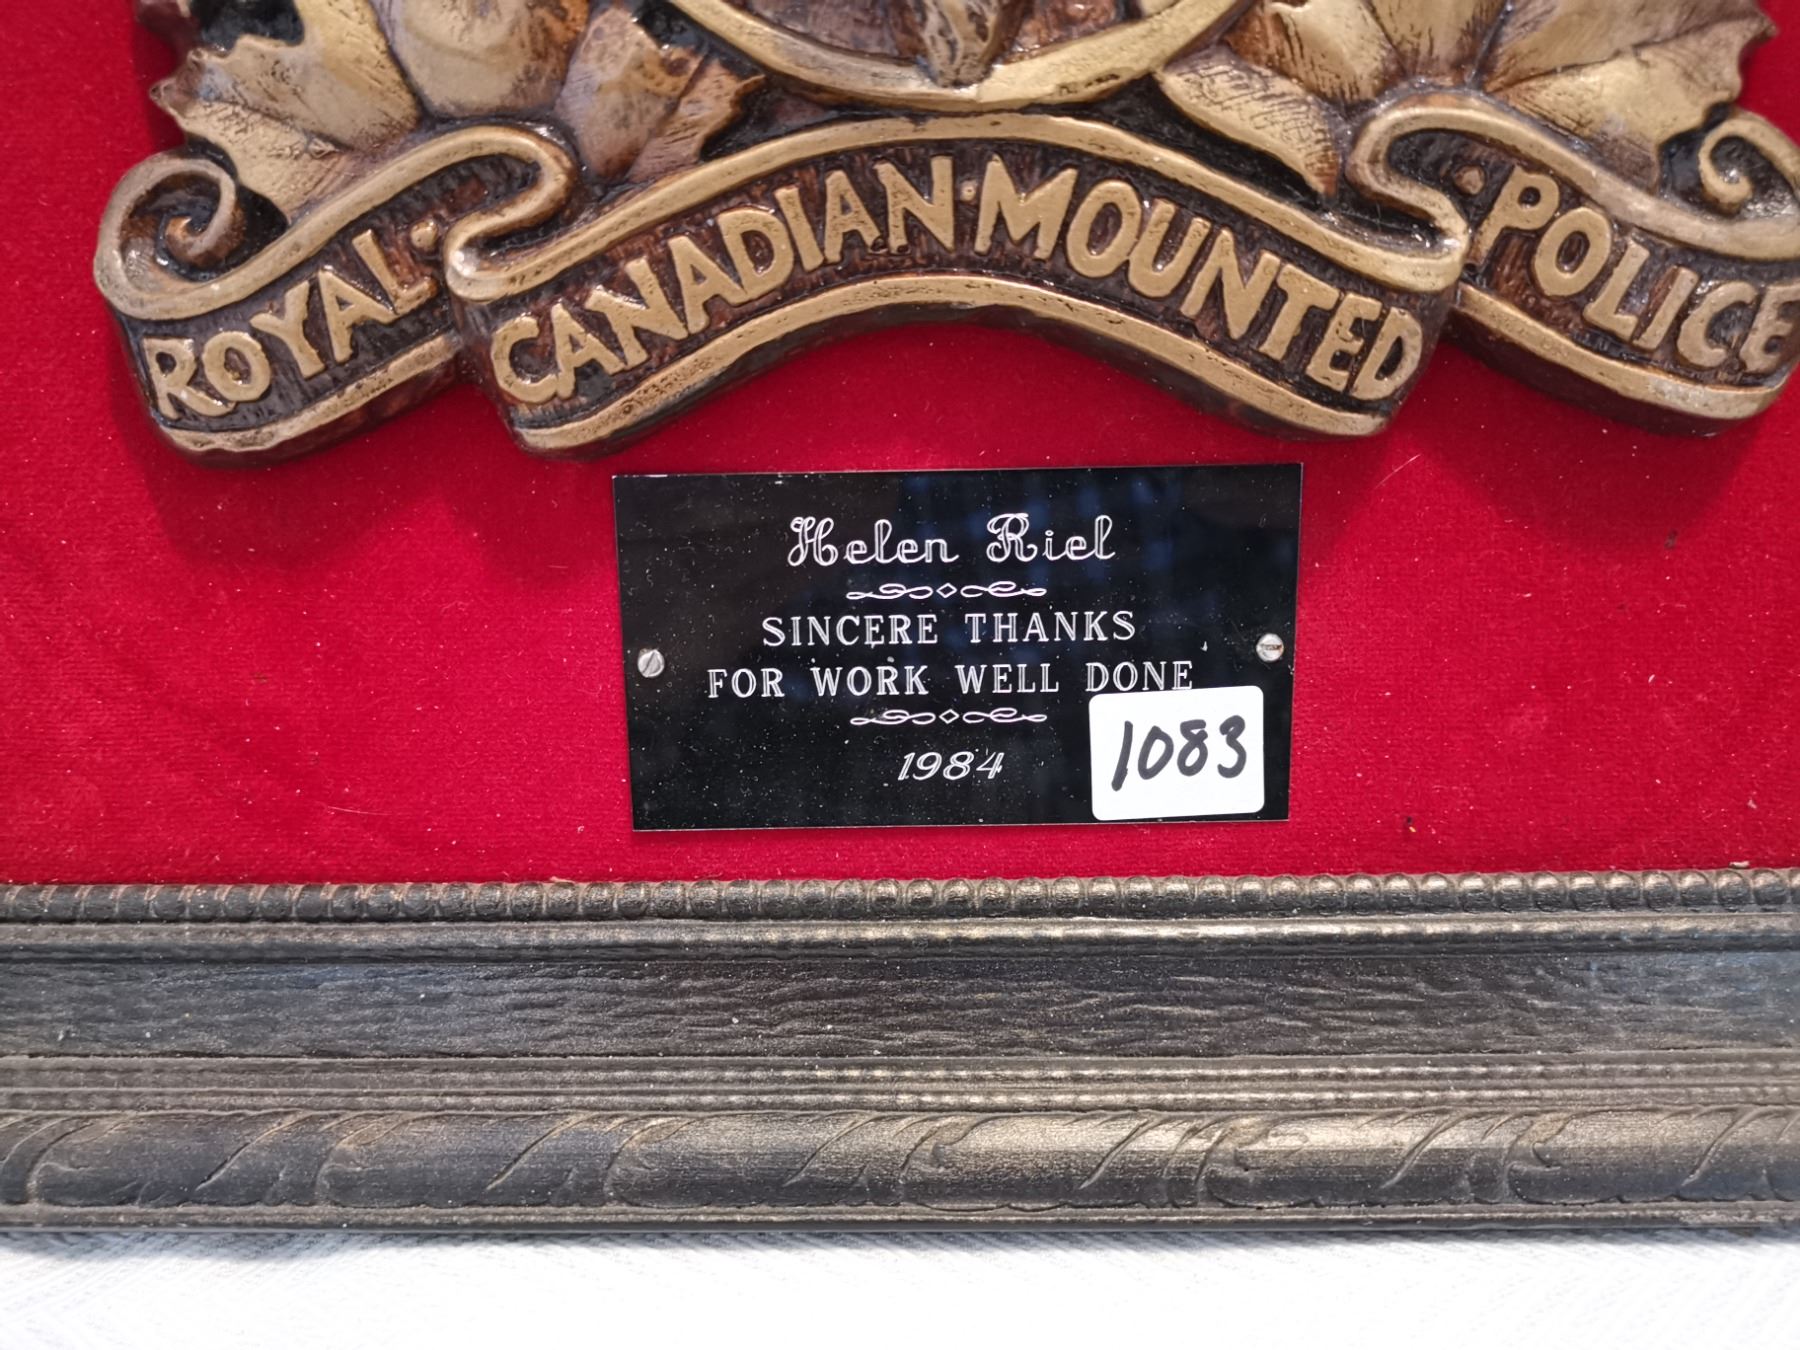 ROYAL · CANADIAN · MOUNTED · POLICE
Helen Riel
SINCERE THANKS
FOR WORK WELL DONE
1984
1083